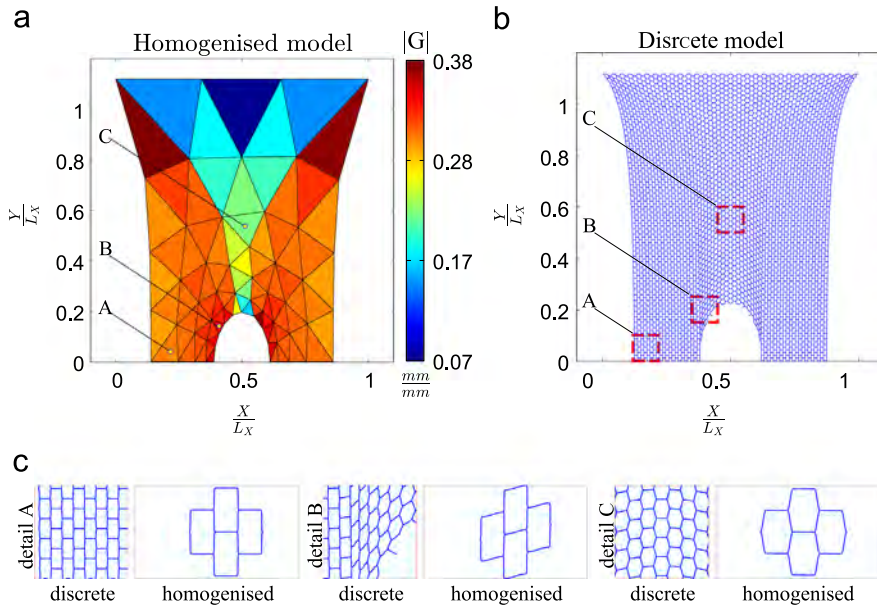 a
Homogenised model
|G|
0.38
0.28
0.17
0.07
mm/mm
C
B
A
1
0.8
0.6
0.4
0.2
0
Y/L_X
0
0.5
1
X/L_X
b
Disrcete model
C
B
A
1
0.8
0.6
0.4
0.2
0
Y/L_X
0
0.5
1
X/L_X
c
detail A
discrete
homogenised
detail B
discrete
homogenised
detail C
discrete
homogenised